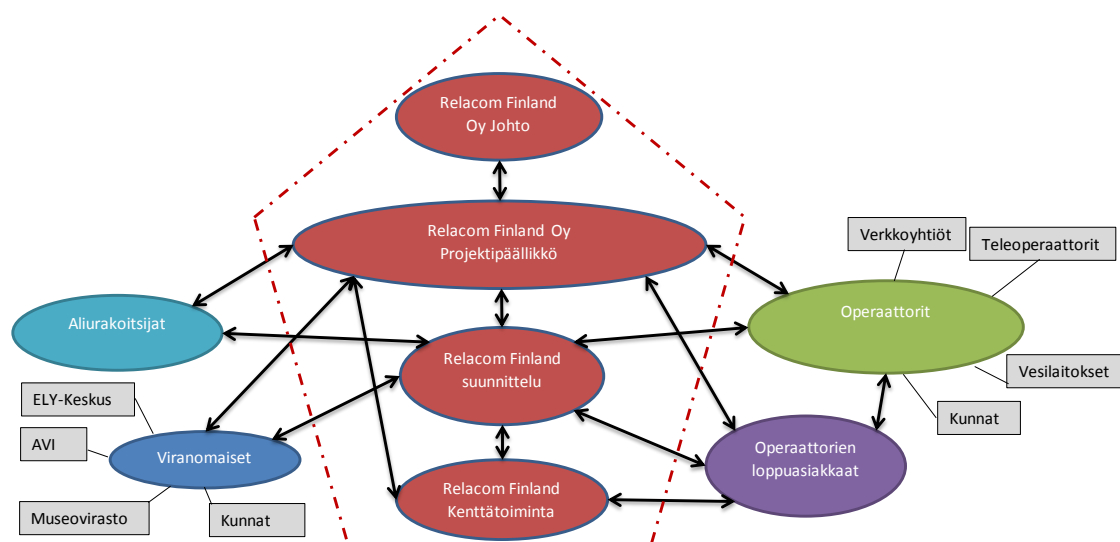 Relacom Finland
Oy Johto
Relacom Finland Oy
Projektipäällikkö
Verkkoyhtiöt
Teleoperaattorit
Aliurakoitsijat
Operaattorit
Relacom Finland
suunnittelu
Vesilaitokset
ELY-Keskus
Kunnat
AVI
Viranomaiset
Operaattorien
loppuasiakkaat
Relacom Finland
Kenttätoiminta
Museovirasto
Kunnat